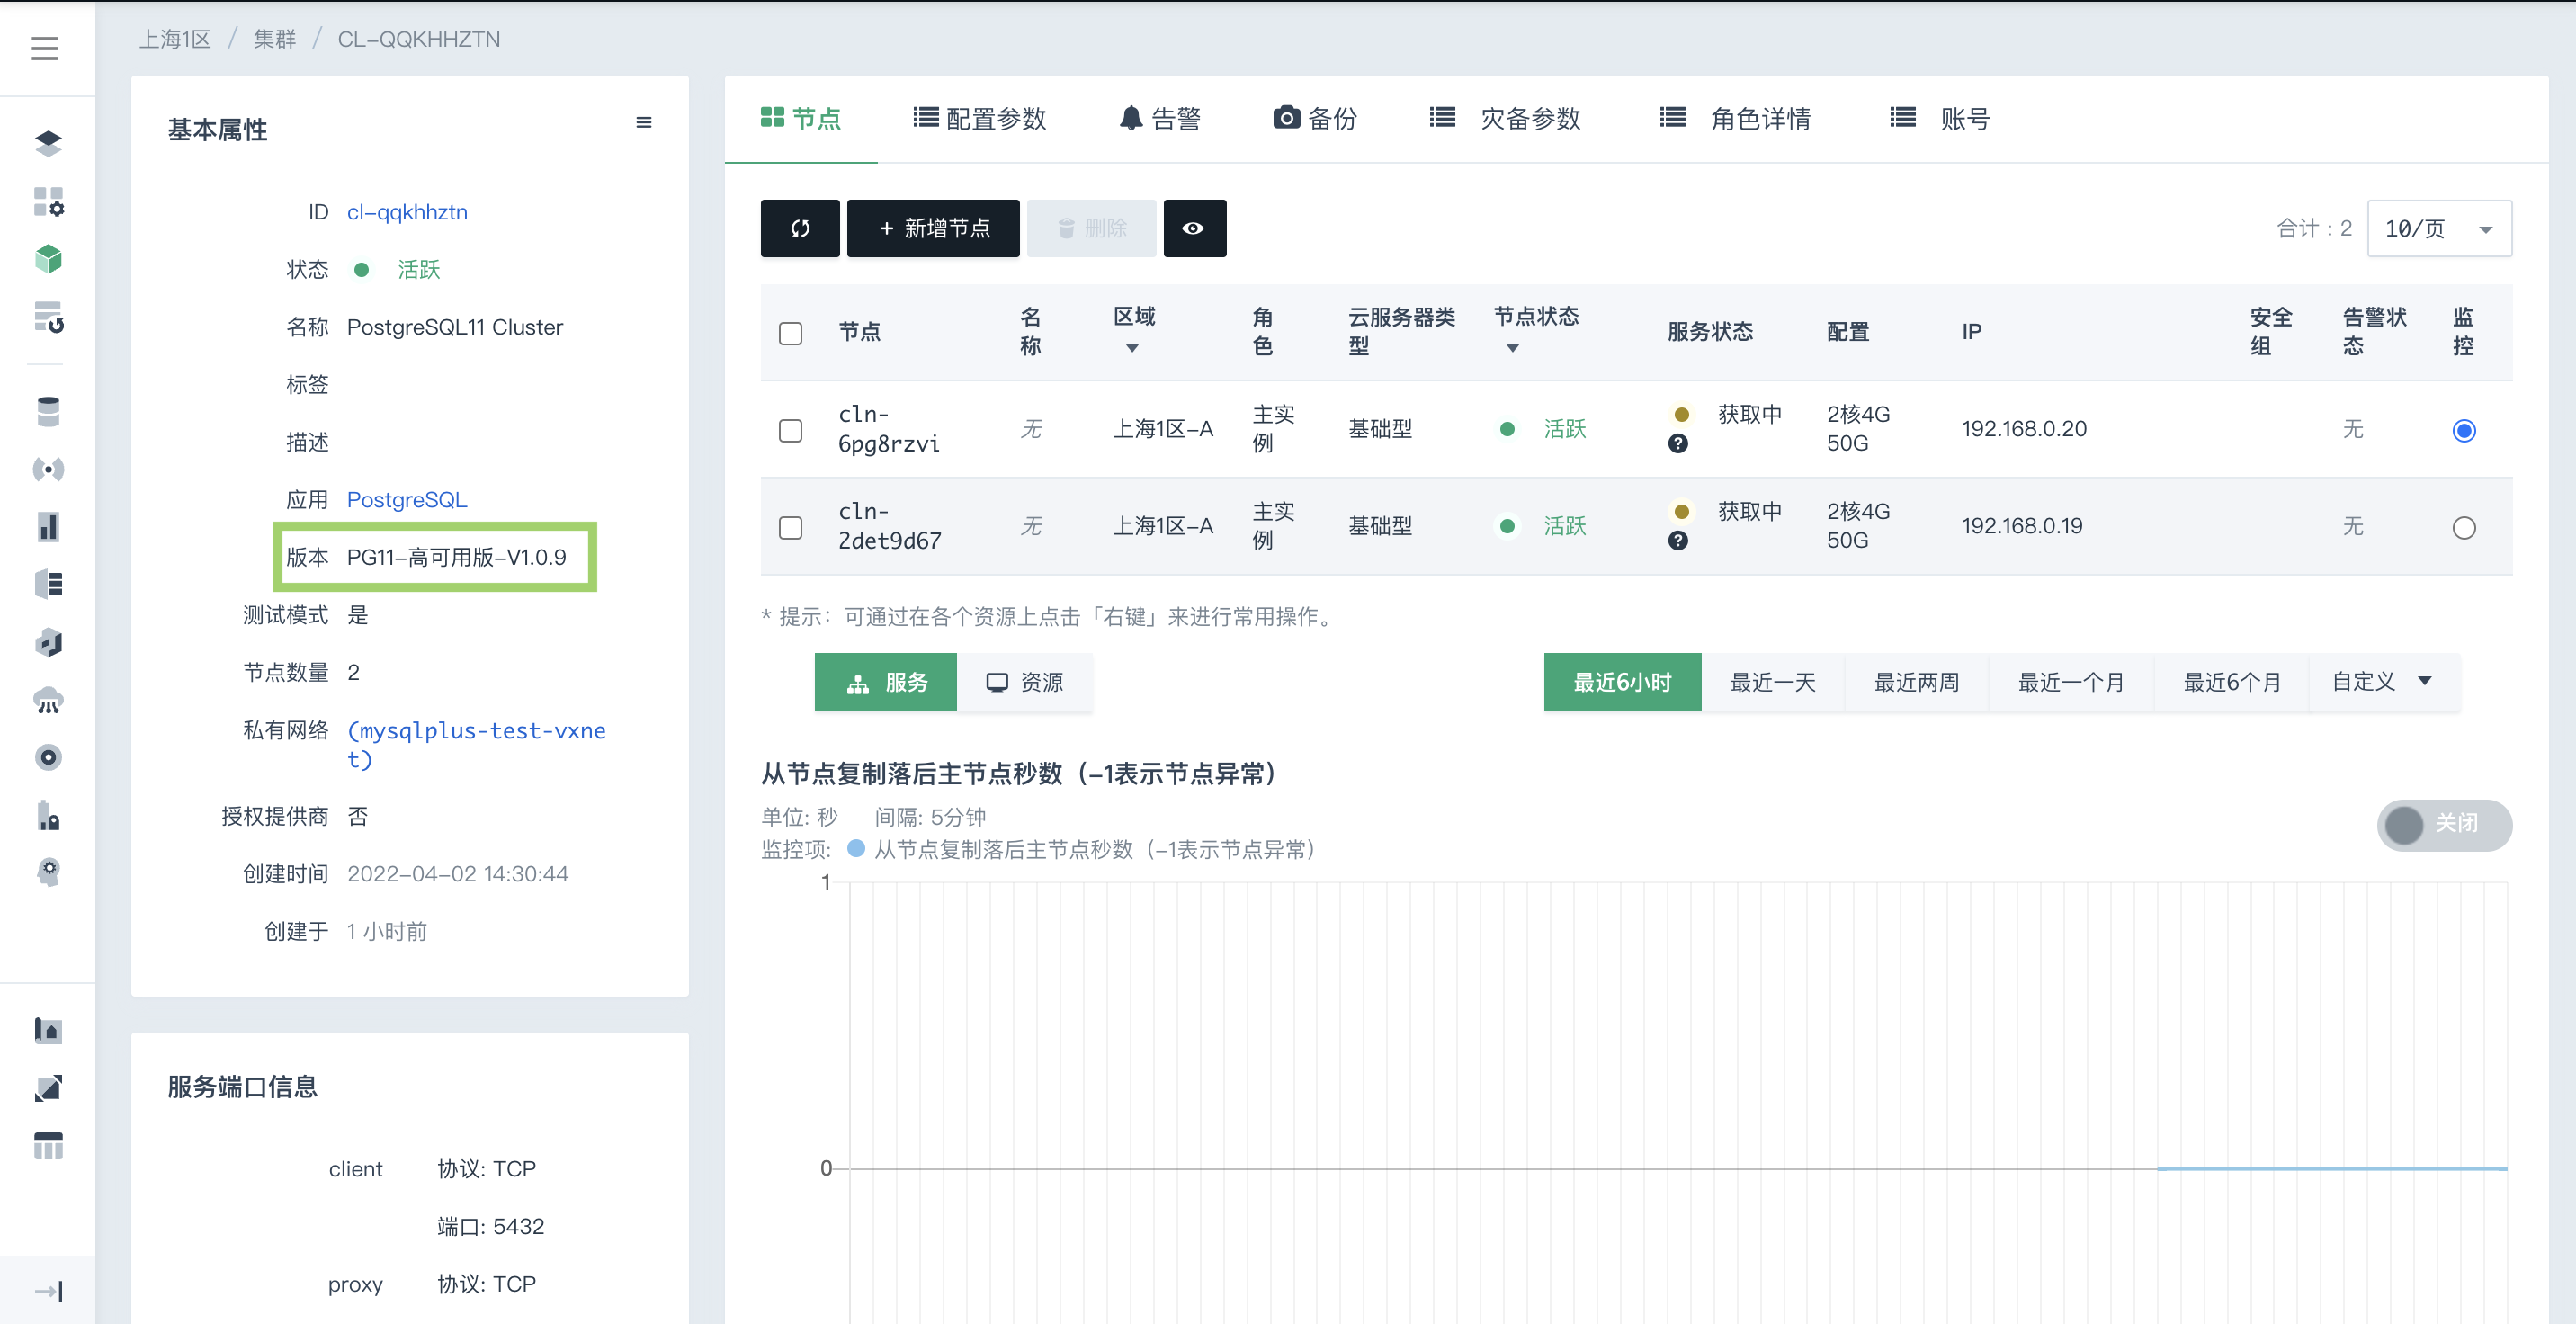 上海1区 / 集群 / CL-QQKHHZTN
基本属性
ID cl-qqkhhztn
状态 活跃
名称 PostgreSQL11 Cluster
标签
描述
应用 PostgreSQL
版本 PG11-高可用版-V1.0.9
测试模式 是
节点数量 2
私有网络 (mysqlplus-test-vxne
t)
授权提供商 否
创建时间 2022-04-02 14:30:44
创建于 1 小时前
服务端口信息
client 协议: TCP
端口: 5432
proxy 协议: TCP
节点 配置参数 告警 备份 灾备参数 角色详情 账号
+ 新增节点 删除 合计 : 2 10/页
节点 名
称 区域 角
色 云服务器类
型 节点状态 服务状态 配置 IP 安全
组 告警状
态 监
控
cln-
6pg8rzvi 无 上海1区-A 主实
例 基础型 活跃 获取中 2核4G
50G 192.168.0.20 无
cln-
2det9d67 无 上海1区-A 主实
例 基础型 活跃 获取中 2核4G
50G 192.168.0.19 无
* 提示：可通过在各个资源上点击「右键」来进行常用操作。
服务 资源 最近6小时 最近一天 最近两周 最近一个月 最近6个月 自定义
从节点复制落后主节点秒数（-1表示节点异常）
单位: 秒 间隔: 5分钟
关闭
监控项: 从节点复制落后主节点秒数（-1表示节点异常）
1
0